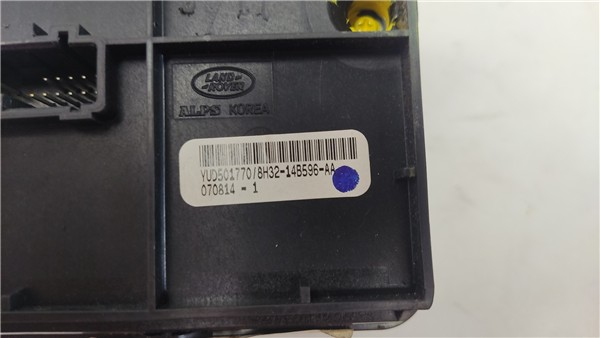 LAND-
-ROVER
ALPS KOREA
YUD501770/8H32-14B596-AA
070814 - 1